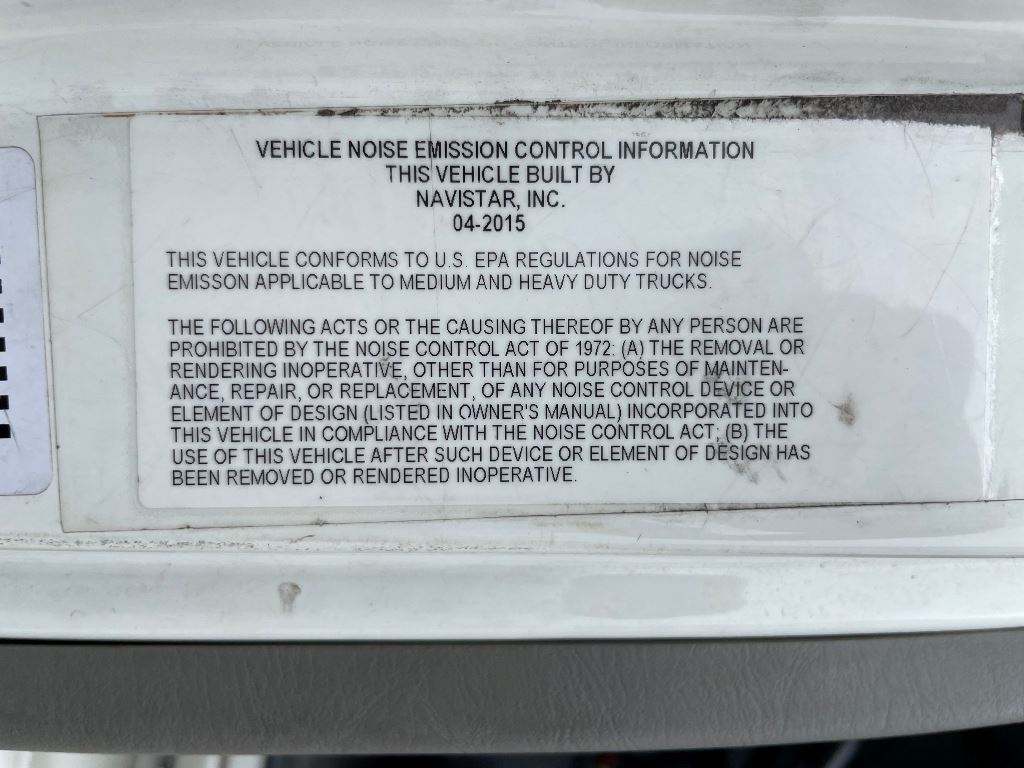 VEHICLE NOISE EMISSION CONTROL INFORMATION
THIS VEHICLE BUILT BY
NAVISTAR, INC.
04-2015
THIS VEHICLE CONFORMS TO U.S. EPA REGULATIONS FOR NOISE
EMISSON APPLICABLE TO MEDIUM AND HEAVY DUTY TRUCKS.
THE FOLLOWING ACTS OR THE CAUSING THEREOF BY ANY PERSON ARE
PROHIBITED BY THE NOISE CONTROL ACT OF 1972: (A) THE REMOVAL OR
RENDERING INOPERATIVE, OTHER THAN FOR PURPOSES OF MAINTEN-
ANCE, REPAIR, OR REPLACEMENT, OF ANY NOISE CONTROL DEVICE OR
ELEMENT OF DESIGN (LISTED IN OWNER'S MANUAL) INCORPORATED INTO
THIS VEHICLE IN COMPLIANCE WITH THE NOISE CONTROL ACT; (B) THE
USE OF THIS VEHICLE AFTER SUCH DEVICE OR ELEMENT OF DESIGN HAS
BEEN REMOVED OR RENDERED INOPERATIVE.